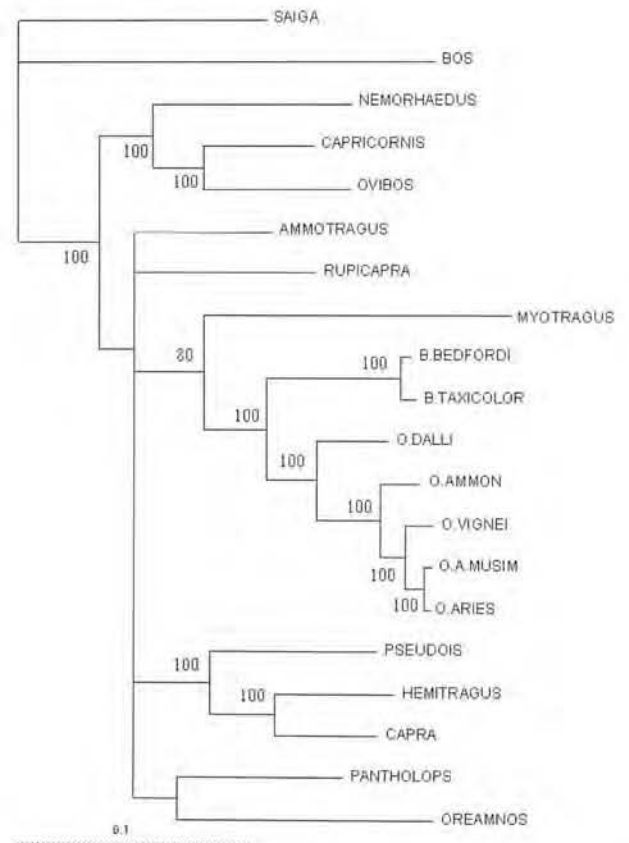 SAIGA
BOS
NEMORHAEDUS
100
CAPRICORNIS
100
OVIBOS
AMMOTRAGUS
100
RUPICAPRA
MYOTRAGUS
80
100
B.BEDFORDI
B.TAXICOLOR
100
O.DALLI
100
O.AMMON
100
O.VIGNEI
100
O.A.MUSIM
100
O.ARIES
PSEUDOIS
100
HEMITRAGUS
100
CAPRA
PANTHOLOPS
OREAMNOS
0.1